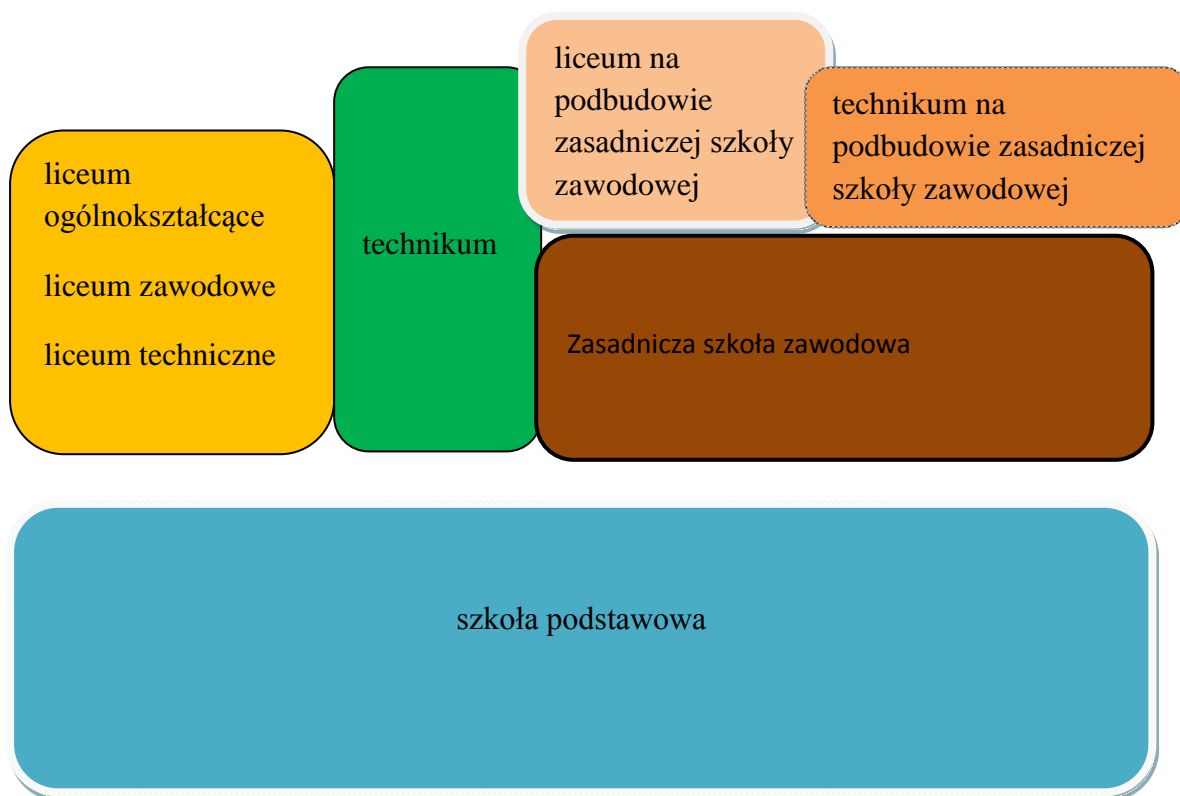 liceum
ogólnokształcące
liceum zawodowe
liceum techniczne
technikum
liceum na
podbudowie
zasadniczej szkoły
zawodowej
technikum na
podbudowie zasadniczej
szkoły zawodowej
Zasadnicza szkoła zawodowa
szkoła podstawowa